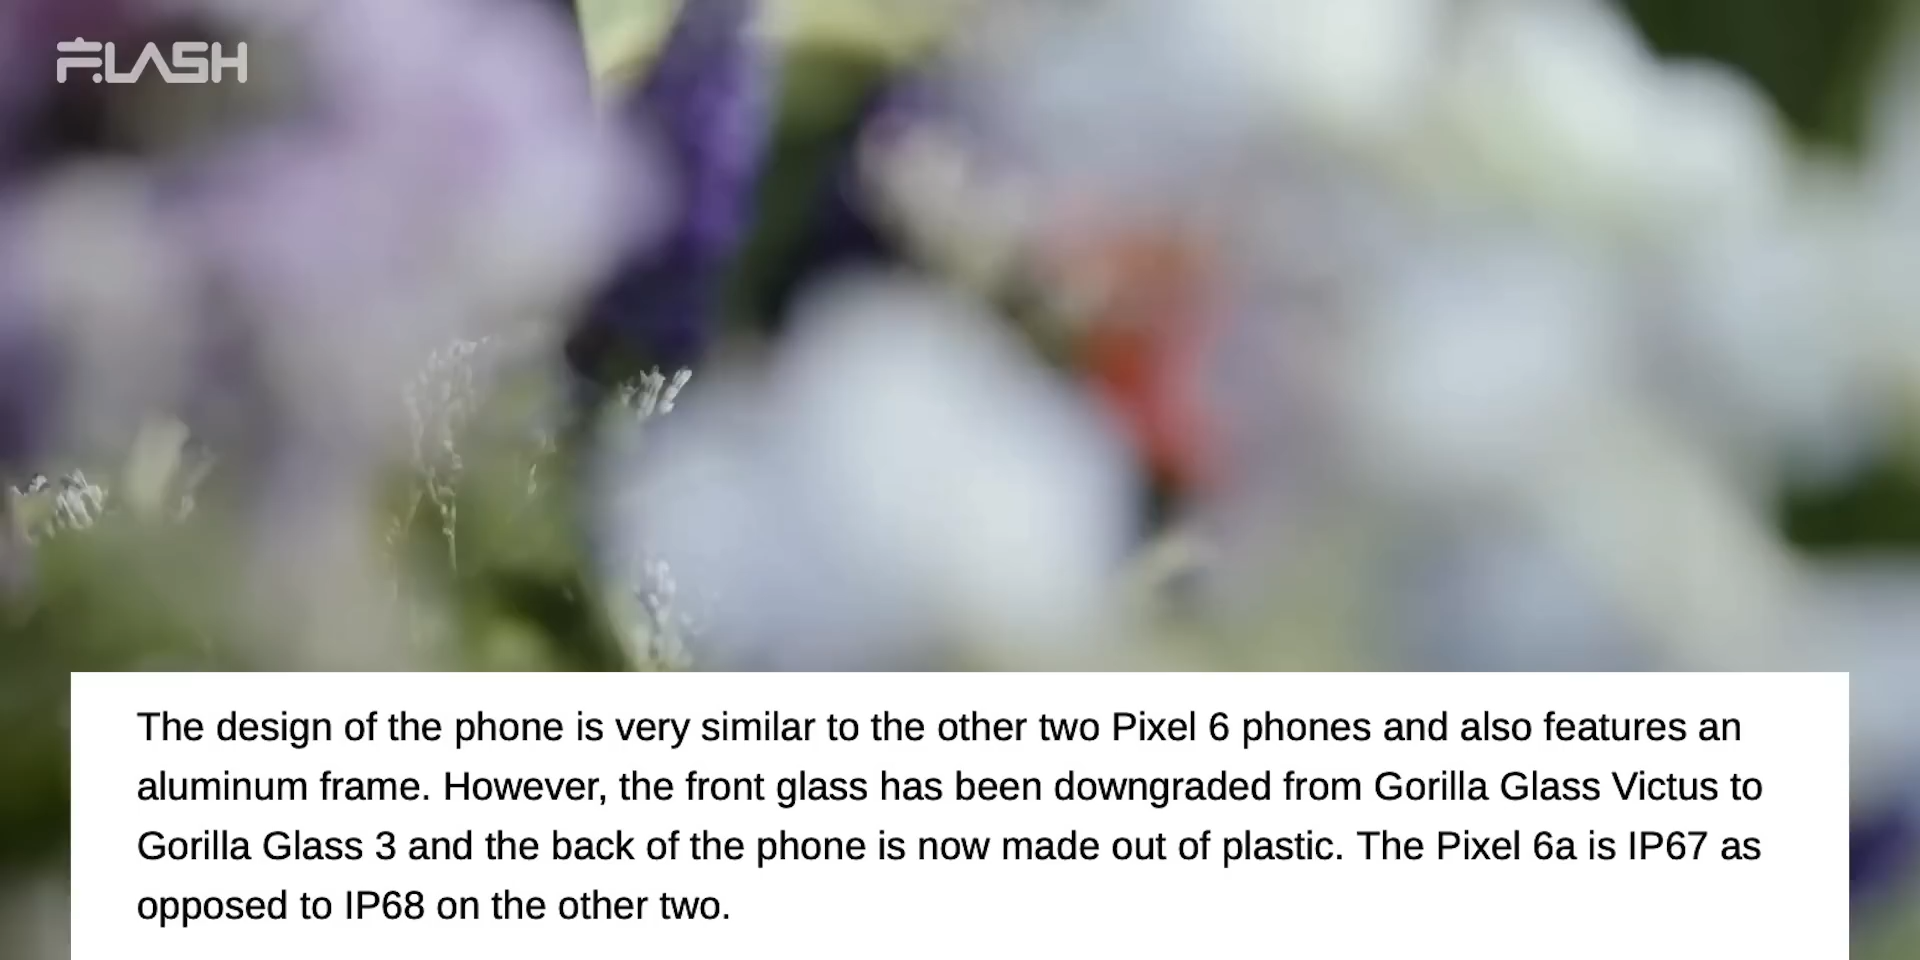 FLASH
The design of the phone is very similar to the other two Pixel 6 phones and also features an
aluminum frame. However, the front glass has been downgraded from Gorilla Glass Victus to
Gorilla Glass 3 and the back of the phone is now made out of plastic. The Pixel 6a is IP67 as
opposed to IP68 on the other two.